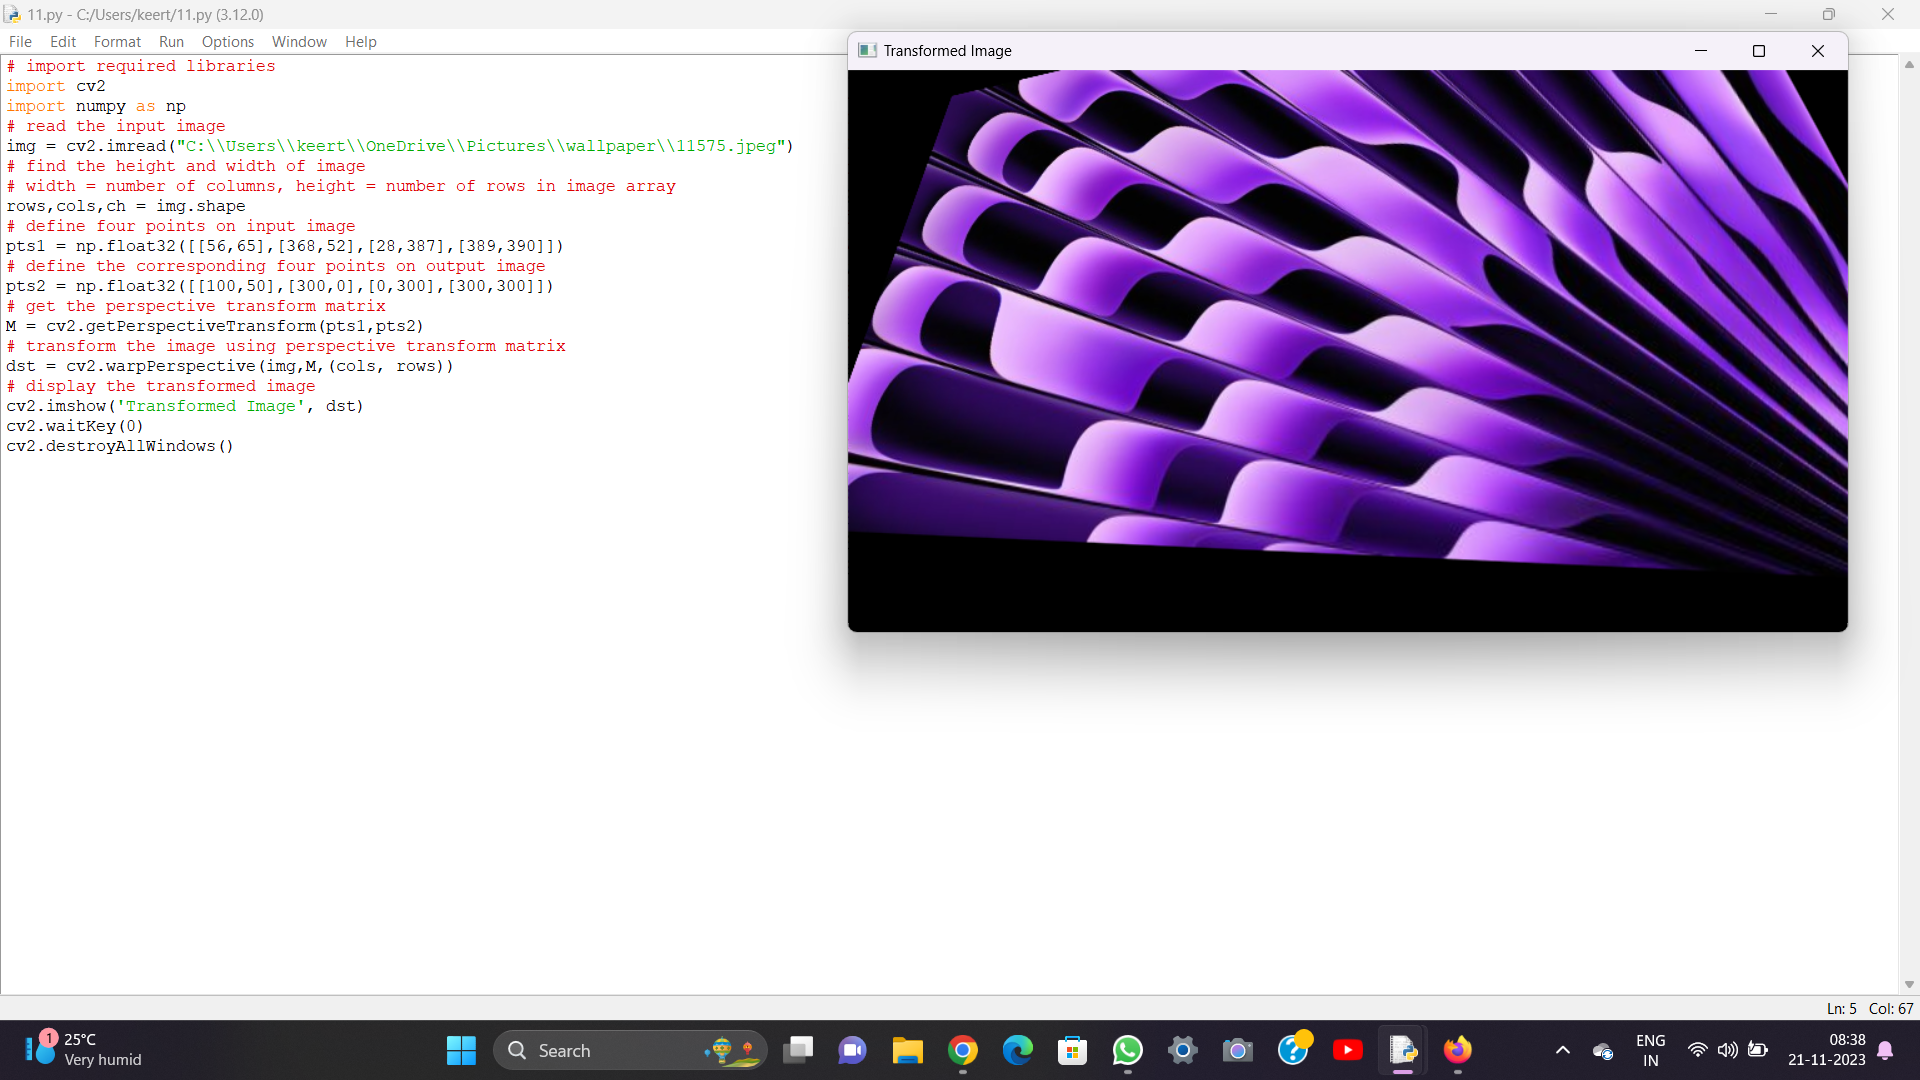 11.py - C:/Users/keert/11.py (3.12.0)
File Edit Format Run Options Window Help
# import required libraries
import cv2
import numpy as np
# read the input image
img = cv2.imread("C:\\Users\\keert\\OneDrive\\Pictures\\wallpaper\\11575.jpeg")
# find the height and width of image
# width = number of columns, height = number of rows in image array
rows,cols,ch = img.shape
# define four points on input image
pts1 = np.float32([[56,65],[368,52],[28,387],[389,390]])
# define the corresponding four points on output image
pts2 = np.float32([[100,50],[300,0],[0,300],[300,300]])
# get the perspective transform matrix
M = cv2.getPerspectiveTransform(pts1,pts2)
# transform the image using perspective transform matrix
dst = cv2.warpPerspective(img,M,(cols, rows))
# display the transformed image
cv2.imshow('Transformed Image', dst)
cv2.waitKey(0)
cv2.destroyAllWindows()
Transformed Image
Ln: 5 Col: 67
1
25°C
Very humid
Search
ENG
IN
08:38
21-11-2023